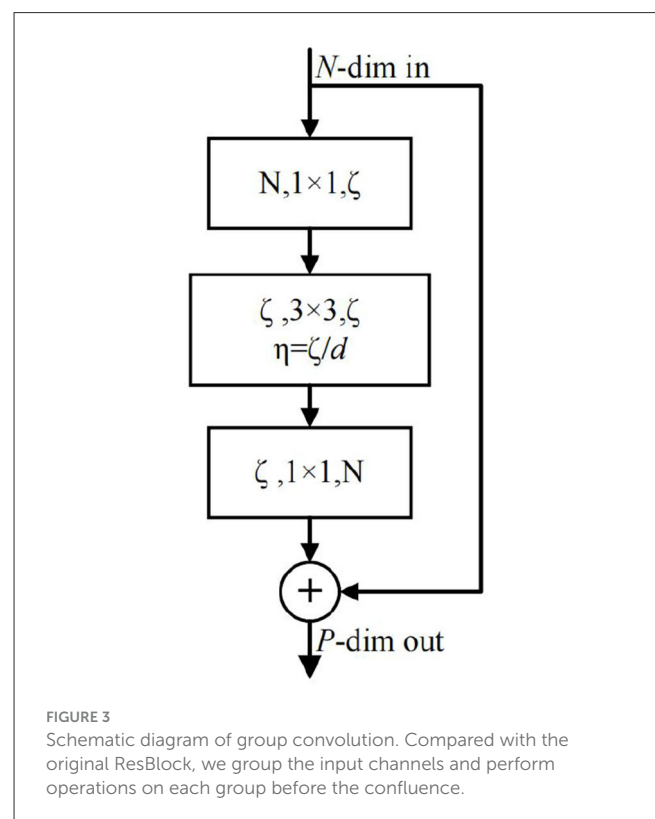 N-dim in
N,1×1,ζ
ζ ,3×3,ζ
η=ζ/d
ζ ,1×1,N
+
P-dim out
FIGURE 3
Schematic diagram of group convolution. Compared with the
original ResBlock, we group the input channels and perform
operations on each group before the confluence.